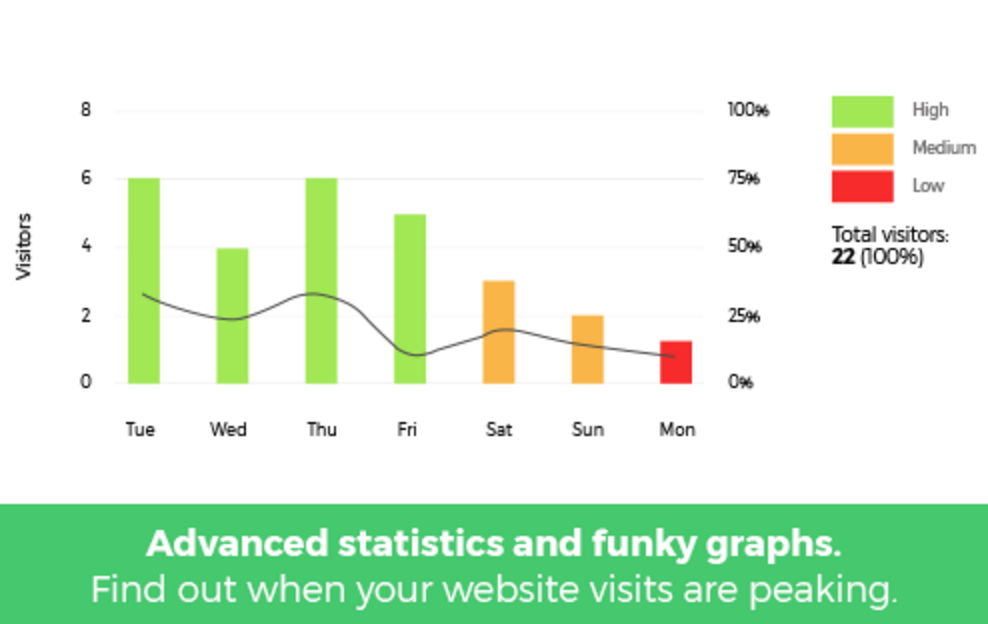 8
6
4
2
0
Visitors
100%
75%
50%
25%
0%
Tue Wed Thu Fri Sat Sun Mon
High
Medium
Low
Total visitors:
22 (100%)
Advanced statistics and funky graphs.
Find out when your website visits are peaking.